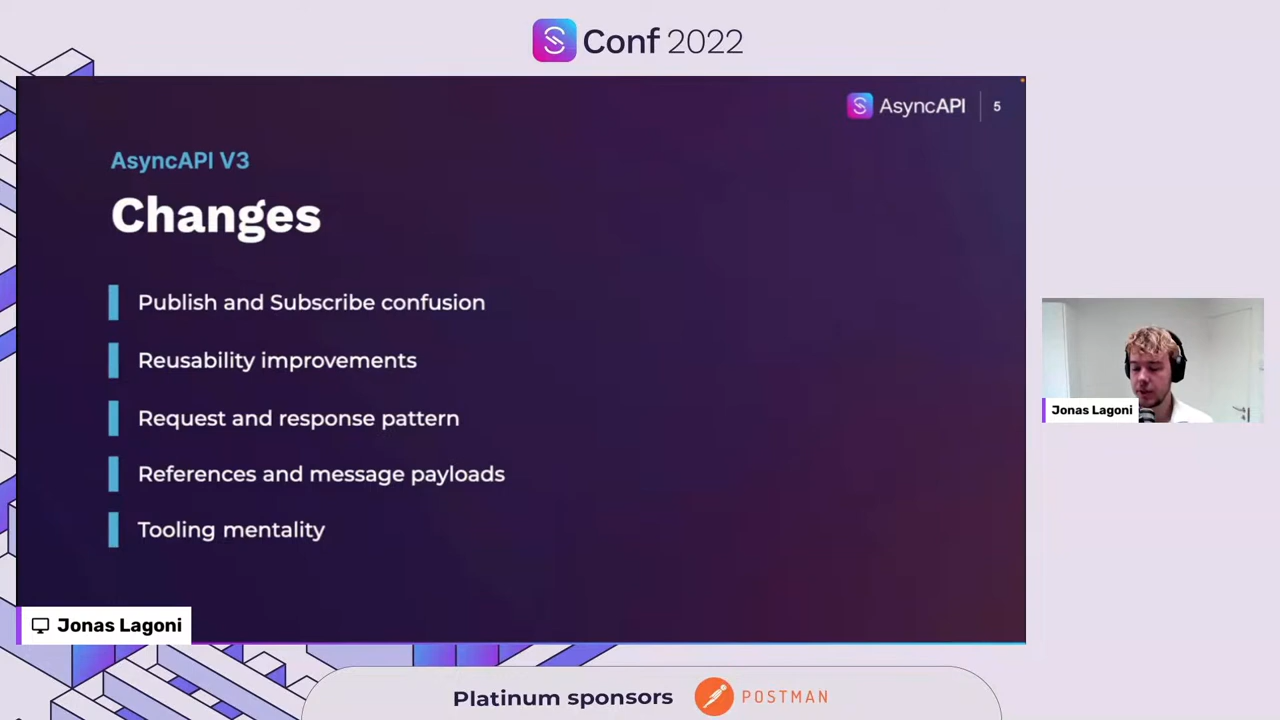 Conf 2022
AsyncAPI
5
AsyncAPI V3
Changes
Publish and Subscribe confusion
Reusability improvements
Request and response pattern
References and message payloads
Tooling mentality
Jonas Lagoni
Jonas Lagoni
Platinum sponsors
POSTMAN